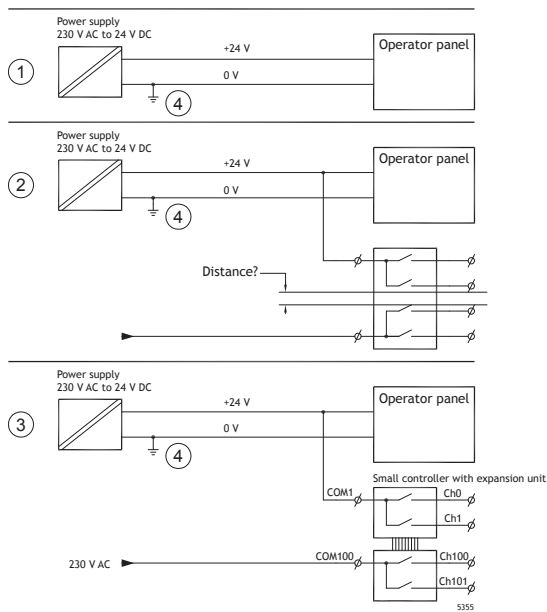 Power supply
230 V AC to 24 V DC
+24 V
Operator panel
1
0 V
4
Power supply
230 V AC to 24 V DC
+24 V
Operator panel
2
0 V
4
Distance?
Power supply
230 V AC to 24 V DC
+24 V
Operator panel
3
0 V
4
Small controller with expansion unit
COM1
Ch0
Ch1
230 V AC
COM100
Ch100
Ch101
5355